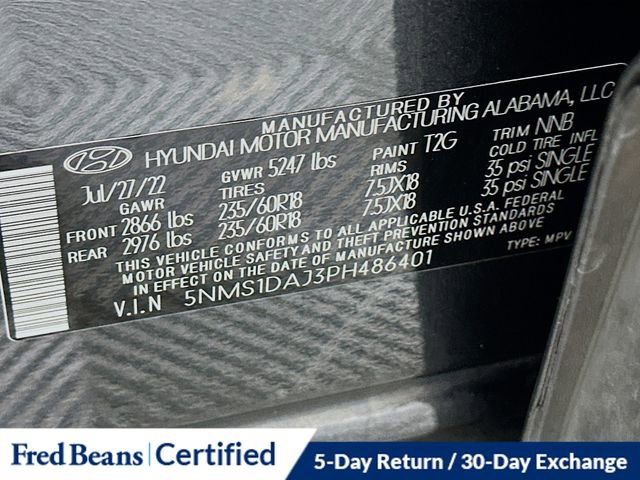 MANUFACTURED BY
HYUNDAI MOTOR MANUFACTURING ALABAMA, LLC
Jul/27/22 GVWR 5247 lbs PAINT T2G TRIM NNB
GAWR TIRES RIMS COLD TIRE INFL
FRONT 2866 lbs 235/60R18 7.5JX18 35 psi SINGLE
REAR 2976 lbs 235/60R18 7.5JX18 35 psi SINGLE
THIS VEHICLE CONFORMS TO ALL APPLICABLE U.S.A. FEDERAL
MOTOR VEHICLE SAFETY AND THEFT PREVENTION STANDARDS
IN EFFECT ON THE DATE OF MANUFACTURE SHOWN ABOVE
V.I.N 5NMS1DAJ3PH486401 TYPE: MPV
Fred Beans | Certified 5-Day Return / 30-Day Exchange